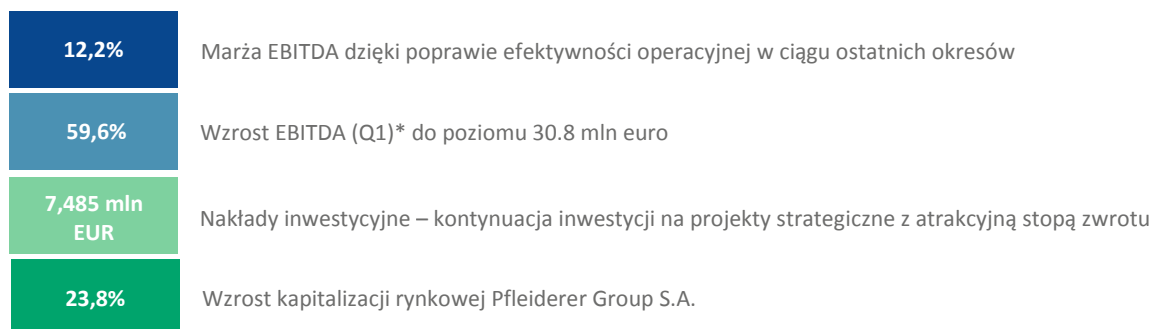 12,2%
Marża EBITDA dzięki poprawie efektywności operacyjnej w ciągu ostatnich okresów
59,6%
Wzrost EBITDA (Q1)* do poziomu 30.8 mln euro
7,485 mln
EUR
Nakłady inwestycyjne – kontynuacja inwestycji na projekty strategiczne z atrakcyjną stopą zwrotu
23,8%
Wzrost kapitalizacji rynkowej Pfleiderer Group S.A.